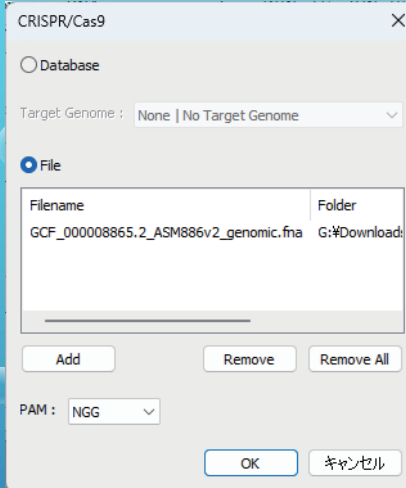 CRISPR/Cas9
Database
Target Genome : None | No Target Genome
File
Filename Folder
GCF_000008865.2_ASM886v2_genomic.fna G:¥Downloads
Add Remove Remove All
PAM : NGG
OK キャンセル